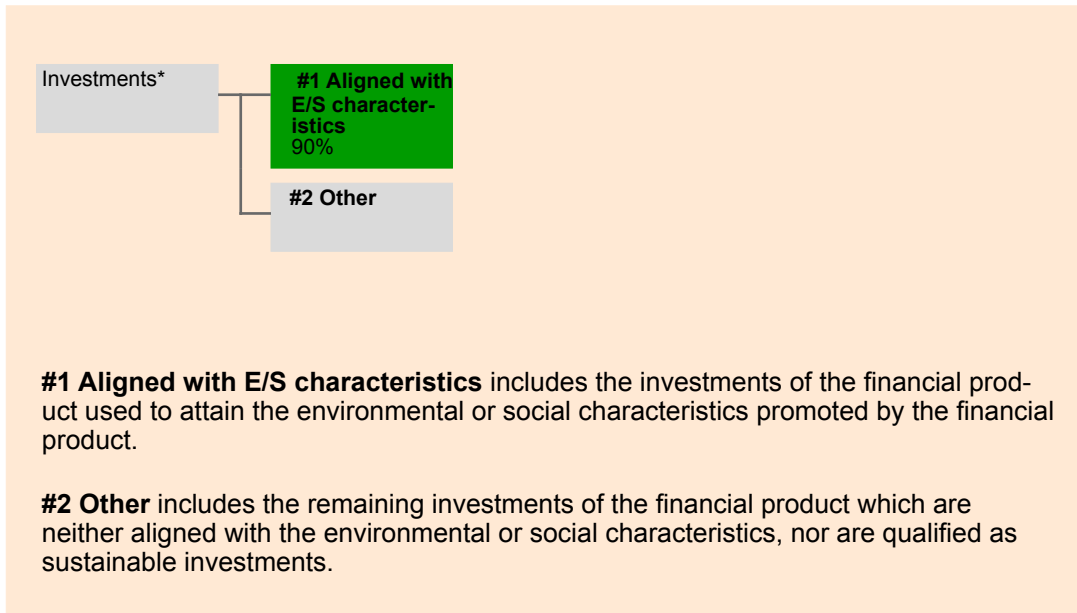 Investments*
#1 Aligned with
E/S character-
istics
90%
#2 Other
#1 Aligned with E/S characteristics includes the investments of the financial prod-
uct used to attain the environmental or social characteristics promoted by the financial
product.
#2 Other includes the remaining investments of the financial product which are
neither aligned with the environmental or social characteristics, nor are qualified as
sustainable investments.